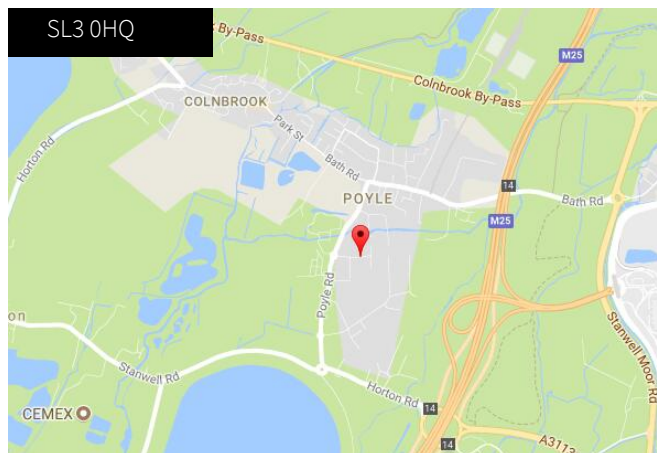 SL3 0HQ
By-Pass
M25
Colnbrook By-Pass
COLNBROOK
Park St
Horton Rd
Bath Rd
14
POYLE
Bath Rd
M25
Poyle Rd
on
Stanwell Moor Rd
Stanwell Rd
Horton Rd
14
CEMEX
14
A3113